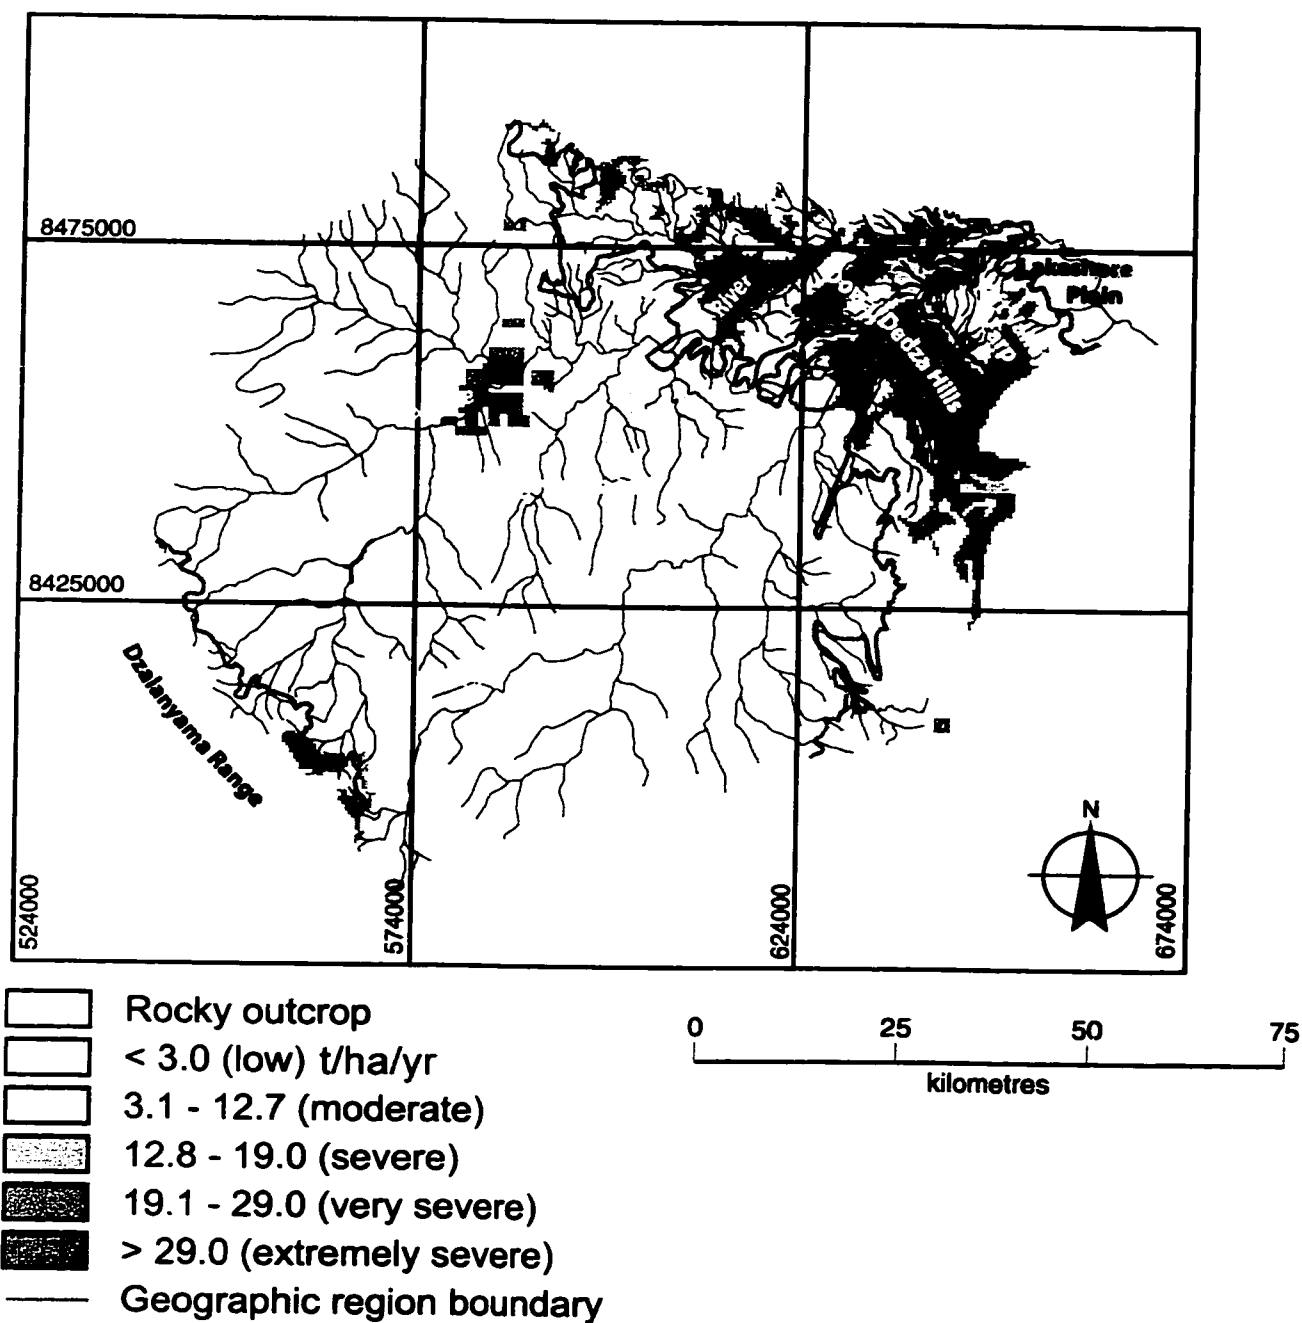 8475000
Lakeshore
Plain
River
Dedza Hills
8425000
Dzalanyama Range
N
524000
574000
624000
674000
Rocky outcrop
< 3.0 (low) t/ha/yr
3.1 - 12.7 (moderate)
12.8 - 19.0 (severe)
19.1 - 29.0 (very severe)
> 29.0 (extremely severe)
Geographic region boundary
0 25 50 75
kilometres